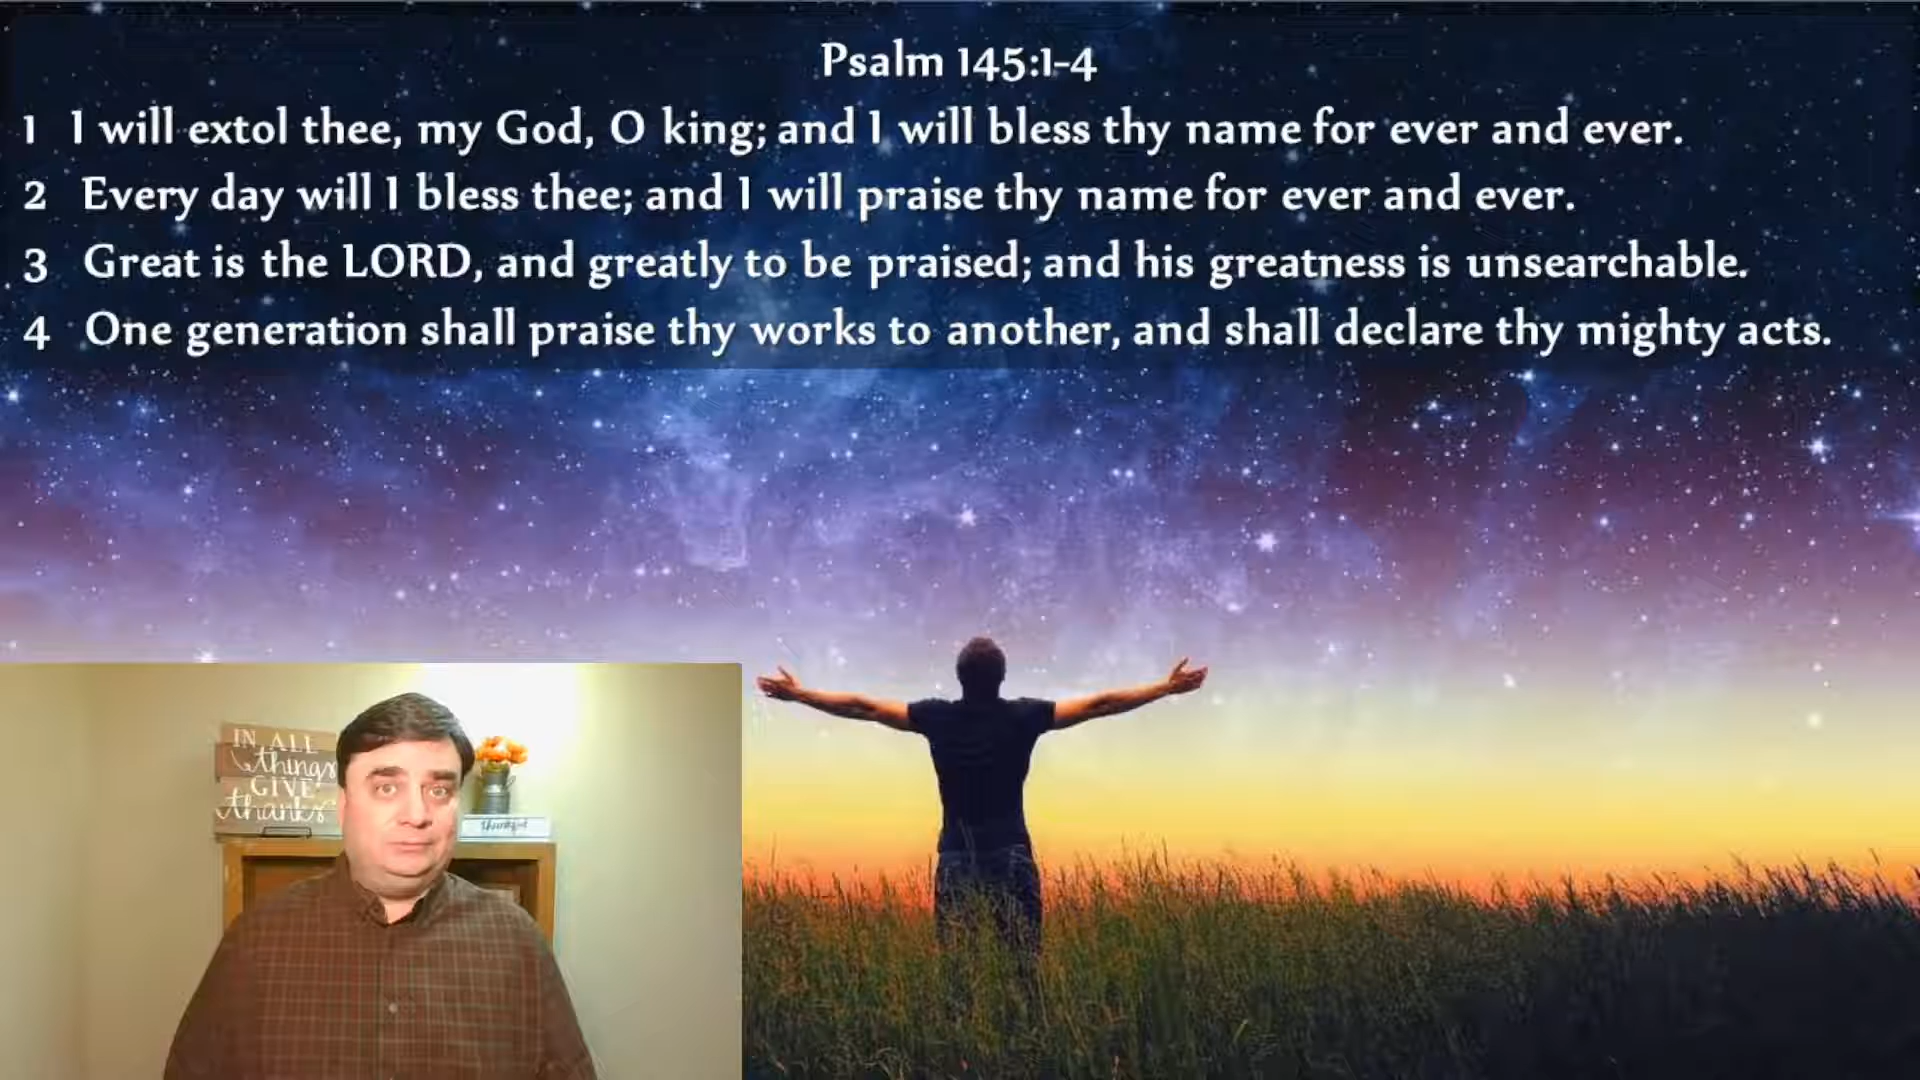 Psalm 145:1-4
1 I will extol thee, my God, O king; and I will bless thy name for ever and ever.
2 Every day will I bless thee; and I will praise thy name for ever and ever.
3 Great is the LORD, and greatly to be praised; and his greatness is unsearchable.
4 One generation shall praise thy works to another, and shall declare thy mighty acts.
IN ALL
things
GIVE
thanks
thankful